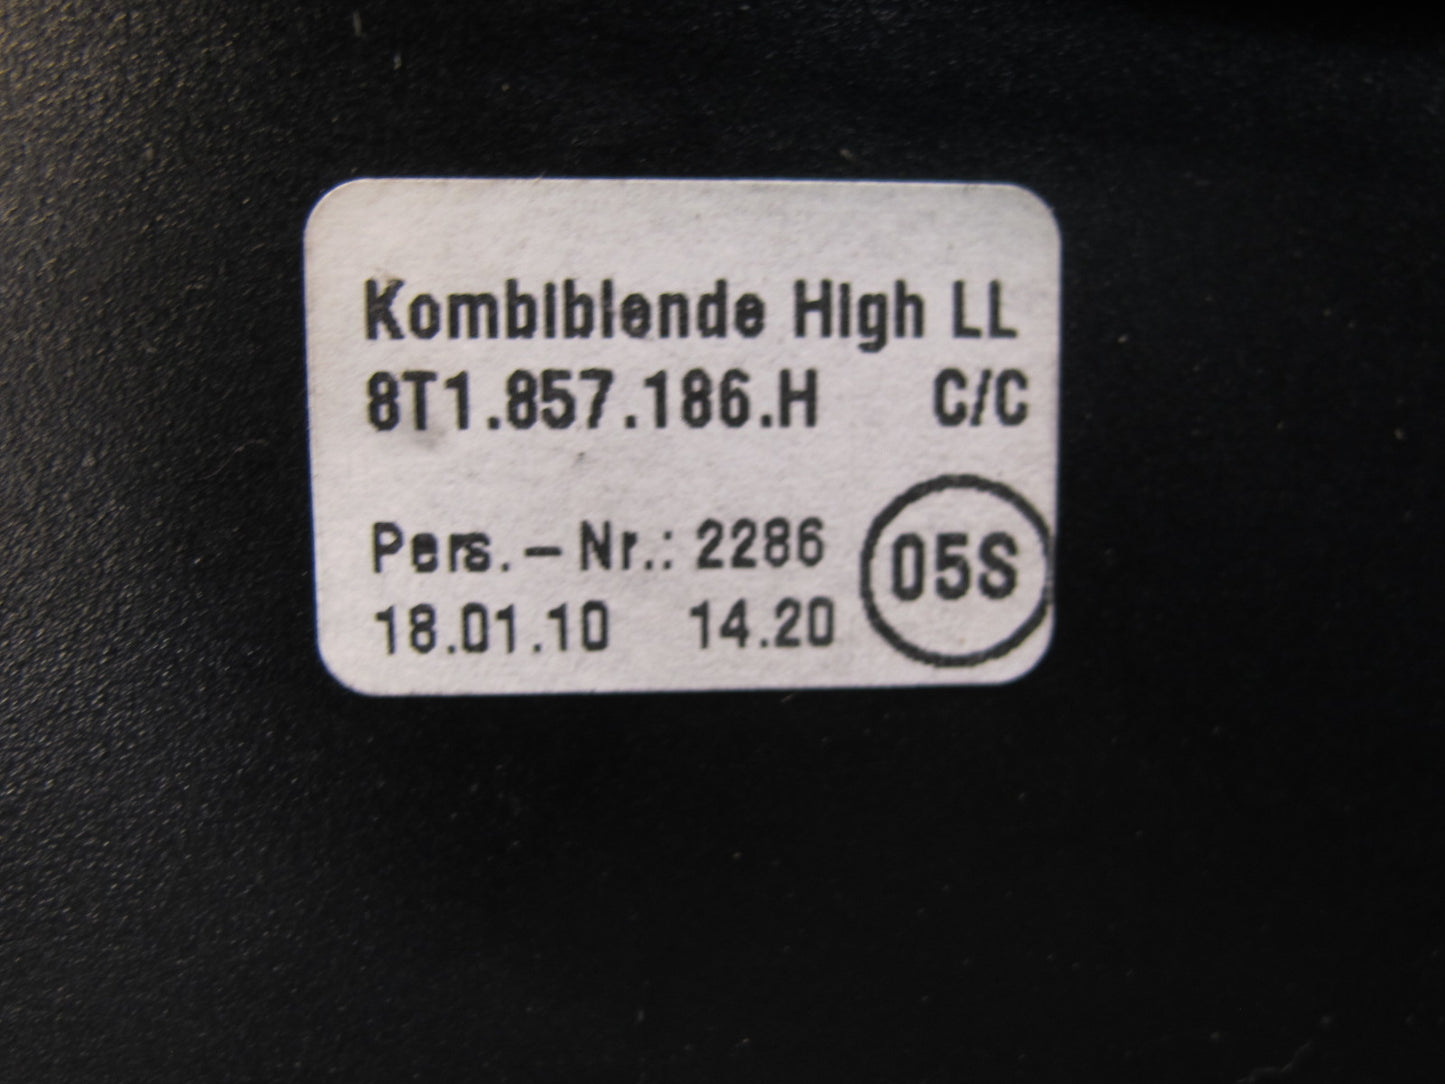 Kombiblende High LL
8T1.857.186.H C/C
Pers.-Nr.: 2286
05S
18.01.10 14.20